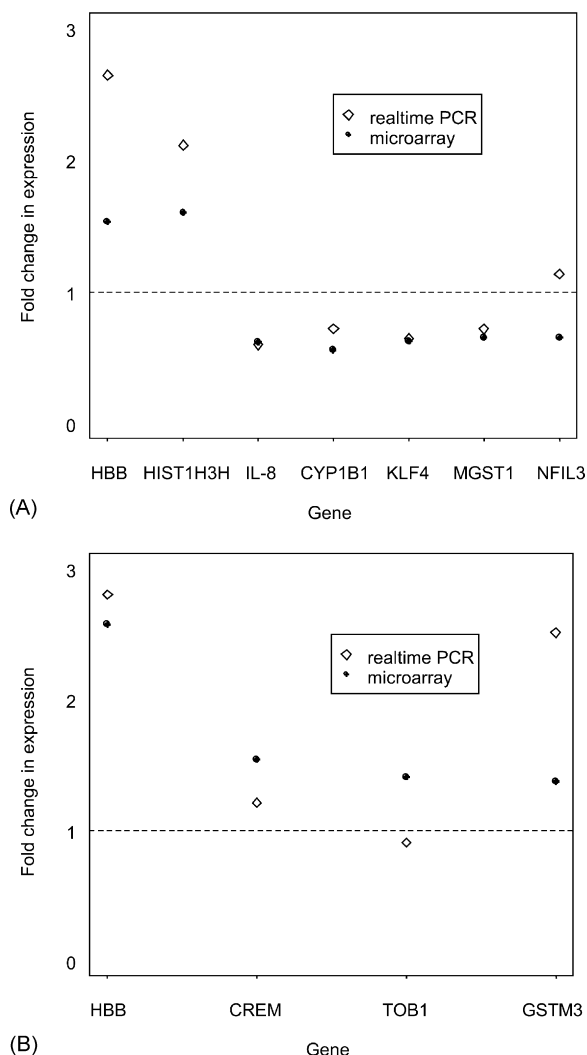 3
2
1
0
Fold change in expression
realtime PCR
microarray
HBB HIST1H3H IL-8 CYP1B1 KLF4 MGST1 NFIL3
(A)
Gene
3
2
1
0
Fold change in expression
realtime PCR
microarray
HBB CREM TOB1 GSTM3
(B)
Gene